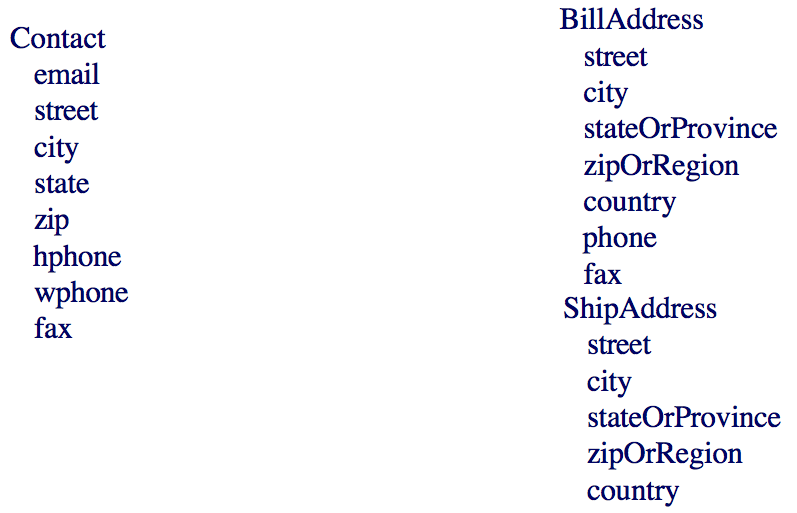 Contact
email
street
city
state
zip
hphone
wphone
fax
BillAddress
street
city
stateOrProvince
zipOrRegion
country
phone
fax
ShipAddress
street
city
stateOrProvince
zipOrRegion
country